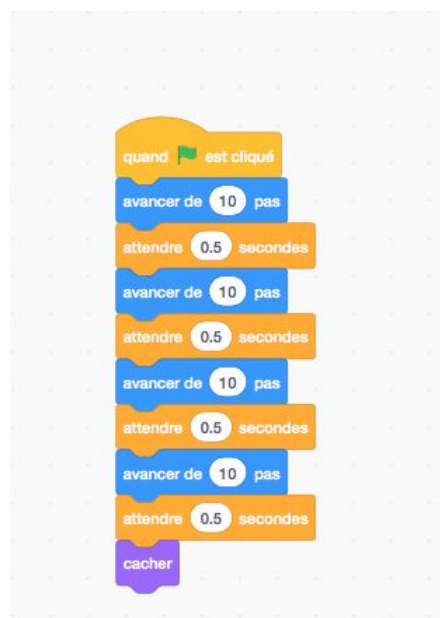 quand est cliqué
avancer de 10 pas
attendre 0.5 secondes
avancer de 10 pas
attendre 0.5 secondes
avancer de 10 pas
attendre 0.5 secondes
avancer de 10 pas
attendre 0.5 secondes
cacher